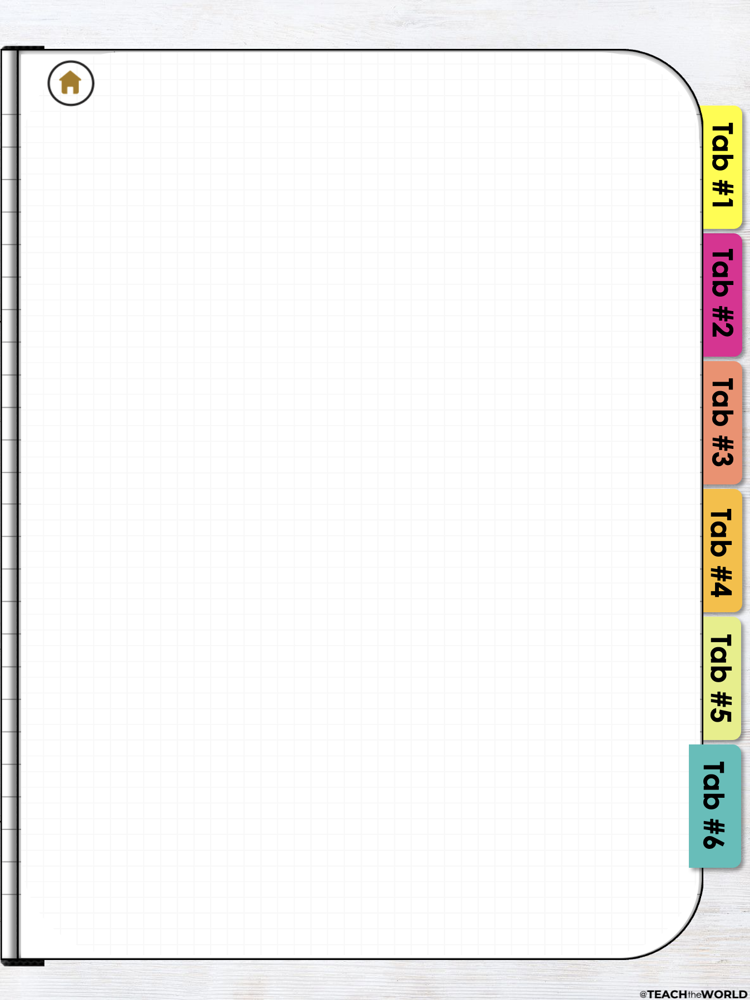 Tab #1
Tab #2
Tab #3
Tab #4
Tab #5
Tab #6
@TEACHtheWORLD